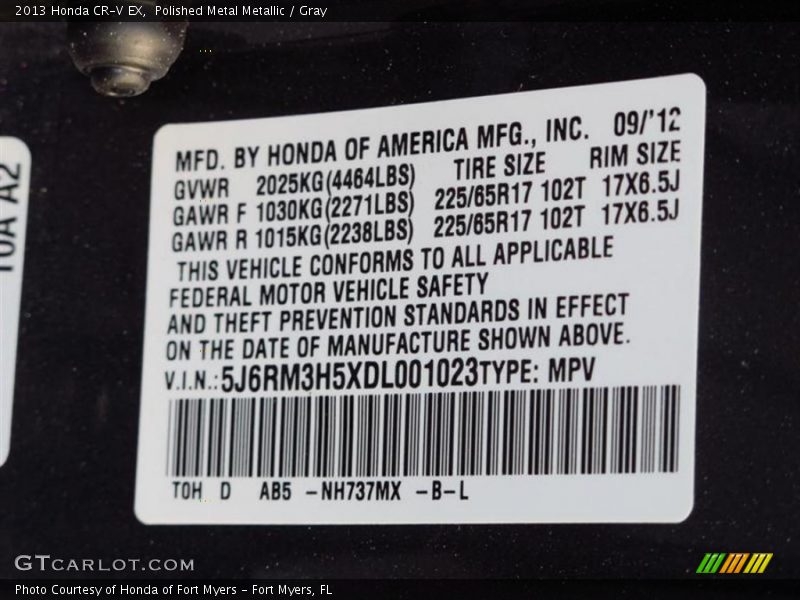 2013 Honda CR-V EX, Polished Metal Metallic / Gray
T0A A2
MFD. BY HONDA OF AMERICA MFG., INC. 09/'12
GVWR 2025KG(4464LBS) TIRE SIZE RIM SIZE
GAWR F 1030KG(2271LBS) 225/65R17 102T 17X6.5J
GAWR R 1015KG(2238LBS) 225/65R17 102T 17X6.5J
THIS VEHICLE CONFORMS TO ALL APPLICABLE
FEDERAL MOTOR VEHICLE SAFETY
AND THEFT PREVENTION STANDARDS IN EFFECT
ON THE DATE OF MANUFACTURE SHOWN ABOVE.
V.I.N.:5J6RM3H5XDL001023TYPE: MPV
T0H D AB5 -NH737MX -B-L
GTCARLOT.COM
Photo Courtesy of Honda of Fort Myers - Fort Myers, FL